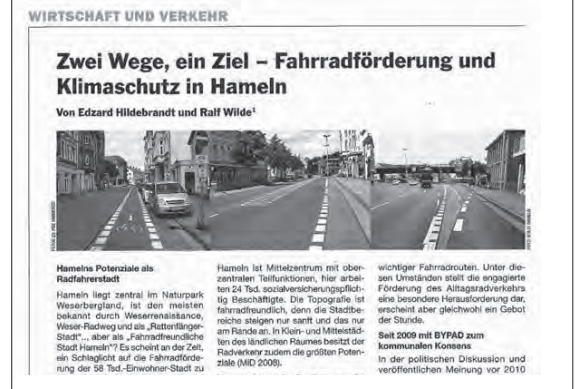 WIRTSCHAFT UND VERKEHR
Zwei Wege, ein Ziel – Fahrradförderung und
Klimaschutz in Hameln
Von Edzard Hildebrandt und Ralf Wilde¹
Hamelns Potenziale als
Radfahrerstadt
Hameln liegt zentral im Naturpark
Weserbergland, ist den meisten
bekannt durch Weserrenaissance,
Weser-Radweg und als „Rattenfänger-
Stadt“..., aber als „Fahrradfreundliche
Stadt Hameln“? Es scheint an der Zeit,
ein Schlaglicht auf die Fahrradförde-
rung der 58 Tsd.-Einwohner-Stadt zu
Hameln ist Mittelzentrum mit ober-
zentralen Teilfunktionen, hier arbei-
ten 24 Tsd. sozialversicherungspflich-
tig Beschäftigte. Die Topografie ist
fahrradfreundlich, denn die Stadtbe-
reiche steigen nur sanft und das nur
am Rande an. In Klein- und Mittelstäd-
ten des ländlichen Raumes besitzt der
Radverkehr zudem die größten Poten-
ziale (MiD 2008).
wichtiger Fahrradrouten. Unter die-
sen Umständen stellt die engagierte
Förderung des Alltagsradverkehrs
eine besondere Herausforderung dar,
erscheint aber gleichwohl ein Gebot
der Stunde.
Seit 2009 mit BYPAD zum
kommunalen Konsens
In der politischen Diskussion und
veröffentlichen Meinung vor 2010